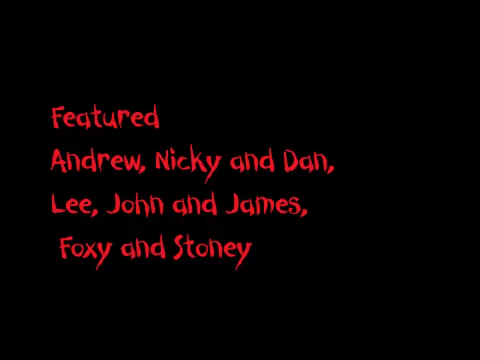 Featured
Andrew, Nicky and Dan,
Lee, John and James,
Foxy and Stoney